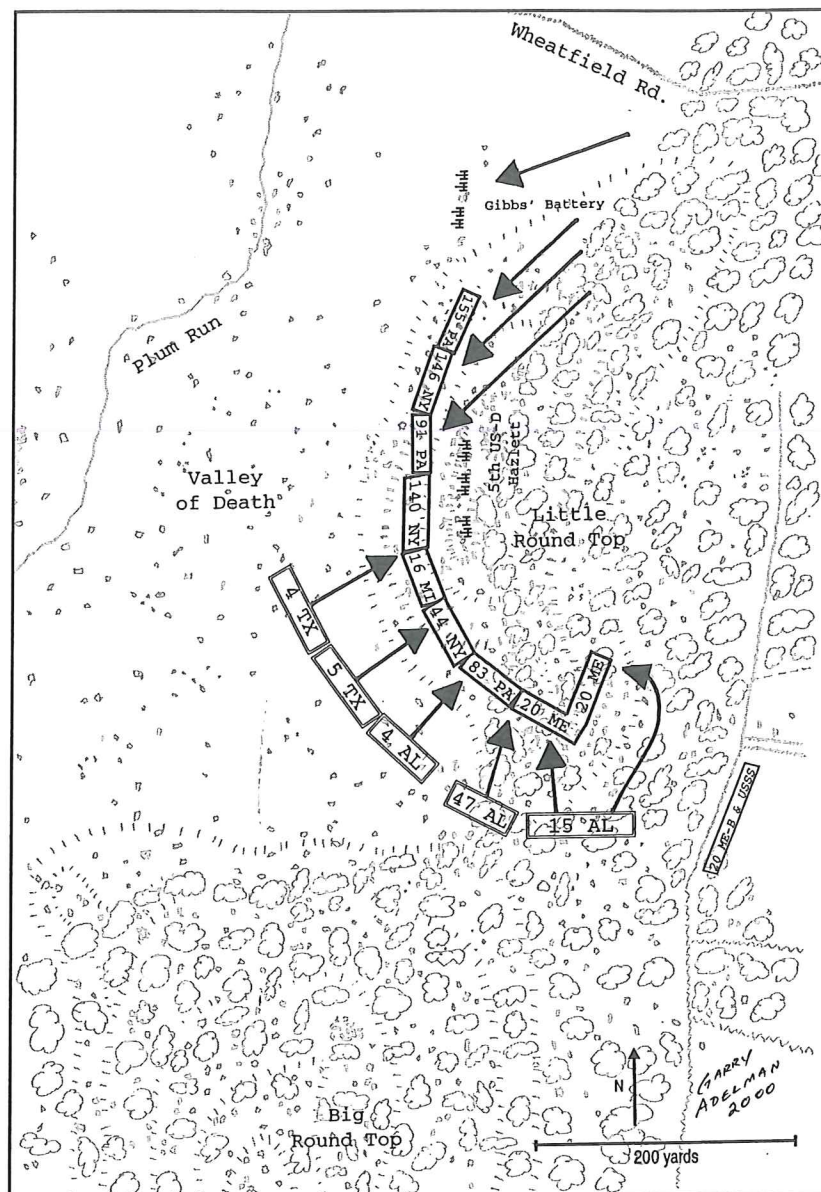 Wheatfield Rd.
Gibbs' Battery
155 PA
146 NY
91 PA
140 NY
16 MI
44 NY
83 PA
20 ME
20 ME
5th US-D
Hazlett
Little
Round Top
Plum Run
Valley
of Death
4 TX
5 TX
4 AL
47 AL
15 AL
20 ME-B & USSS
Big
Round Top
N
GARRY
ADELMAN
2000
200 yards